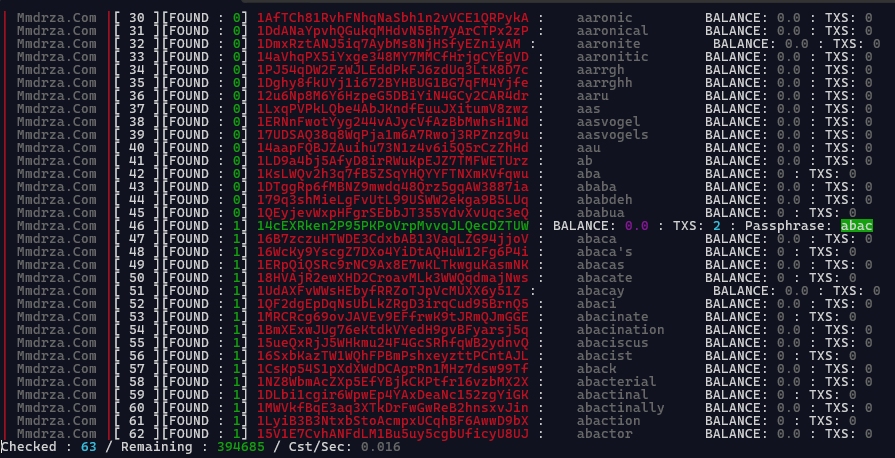 | Mmdrza.Com |[ 30 ][FOUND : 0] 1AfTCh81RvhFNhqNaSbh1n2vVCE1QRPykA : aaronic BALANCE: 0.0 : TXS: 0
| Mmdrza.Com |[ 31 ][FOUND : 0] 1DdANaYpvhQGukqMHdvN5Bh7yArCTPx2zP : aaronical BALANCE: 0.0 : TXS: 0
| Mmdrza.Com |[ 32 ][FOUND : 0] 1DmxRztANJ5iq7AybMs8NjHSfyEZniyAM : aaronite BALANCE: 0.0 : TXS: 0
| Mmdrza.Com |[ 33 ][FOUND : 0] 14aVhqPX5iYxge348MY7MMCfHrjgCYEgVD : aaronitic BALANCE: 0.0 : TXS: 0
| Mmdrza.Com |[ 34 ][FOUND : 0] 1PJ54qDW2FzWJLEddPkFJ6zdUq3LtK8D7c : aarrgh BALANCE: 0.0 : TXS: 0
| Mmdrza.Com |[ 35 ][FOUND : 0] 1Dghy8fKUYj1i672BYHBUG1BG7qFM4Yjfe : aarrghh BALANCE: 0.0 : TXS: 0
| Mmdrza.Com |[ 36 ][FOUND : 0] 12u6Np8M6Y6HzpeG5DBiYiN4GCy2CAR4dr : aaru BALANCE: 0.0 : TXS: 0
| Mmdrza.Com |[ 37 ][FOUND : 0] 1LxqPVPkLQbe4AbJKndfEuuJXitumV8zwz : aas BALANCE: 0.0 : TXS: 0
| Mmdrza.Com |[ 38 ][FOUND : 0] 1ERNnFwotYyg244vAJycVfAzBbMwhsH1Nd : aasvogel BALANCE: 0.0 : TXS: 0
| Mmdrza.Com |[ 39 ][FOUND : 0] 17UDSAQ38q8WqPja1m6A7Rwoj3RPZnzq9u : aasvogels BALANCE: 0.0 : TXS: 0
| Mmdrza.Com |[ 40 ][FOUND : 0] 14aapFQBJZAuihu73N1z4v6i5Q5rCzZhHd : aau BALANCE: 0.0 : TXS: 0
| Mmdrza.Com |[ 41 ][FOUND : 0] 1LD9a4bj5AfyD8irRWuKpEJZ7TMFWETUrz : ab BALANCE: 0.0 : TXS: 0
| Mmdrza.Com |[ 42 ][FOUND : 0] 1KsLWQv2h3q7fB5ZSqYHQYYFTNXmKVfqwu : aba BALANCE: 0 : TXS: 0
| Mmdrza.Com |[ 43 ][FOUND : 0] 1DTggRp6fMBNZ9mwdq48Qrz5gqAW3887ia : ababa BALANCE: 0 : TXS: 0
| Mmdrza.Com |[ 44 ][FOUND : 0] 179q3shMieLgFvUtL99USWW2ekga9B5LUq : ababdeh BALANCE: 0 : TXS: 0
| Mmdrza.Com |[ 45 ][FOUND : 0] 1QEyjevWxpHFgrSEbbJT355YdvXvUqc3eQ : ababua BALANCE: 0 : TXS: 0
| Mmdrza.Com |[ 46 ][FOUND : 1] 14cEXRken2P95PKPoVrpMvvqJLQecDZTUW : BALANCE: 0.0 : TXS: 2 : Passphrase: abac
| Mmdrza.Com |[ 47 ][FOUND : 1] 16B7zczuHTWDE3CdxbAB13VaqLZG94jjoV : abaca BALANCE: 0.0 : TXS: 0
| Mmdrza.Com |[ 48 ][FOUND : 1] 16WcKy9YscgZ7DXo4YiDtAQHuW12Fg6P4i : abaca's BALANCE: 0.0 : TXS: 0
| Mmdrza.Com |[ 49 ][FOUND : 1] 1ERpQiQSRc9rNC9Ax8E7wKLTkwguKasmNK : abacas BALANCE: 0.0 : TXS: 0
| Mmdrza.Com |[ 50 ][FOUND : 1] 18HVAjR2ewXHD2CroavMLk3WWQqdmajNws : abacate BALANCE: 0.0 : TXS: 0
| Mmdrza.Com |[ 51 ][FOUND : 1] 1UdAXFvWWsHEbyfRRZoTJpVcMUXX6y51Z : abacay BALANCE: 0.0 : TXS: 0
| Mmdrza.Com |[ 52 ][FOUND : 1] 1QF2dgEpDqNsUbLkZRgD3irqCud95BrnQ5 : abaci BALANCE: 0.0 : TXS: 0
| Mmdrza.Com |[ 53 ][FOUND : 1] 1MRCRcg69ovJAVEv9EFfrwK9tJRmQJmGGE : abacinate BALANCE: 0.0 : TXS: 0
| Mmdrza.Com |[ 54 ][FOUND : 1] 1BmXExwJUg76eKtdkVYedH9gvBFyarsj5q : abacination BALANCE: 0.0 : TXS: 0
| Mmdrza.Com |[ 55 ][FOUND : 1] 15ueQxRjJ5WHkmu24F4GcSRhfqWB2ydnvQ : abaciscus BALANCE: 0.0 : TXS: 0
| Mmdrza.Com |[ 56 ][FOUND : 1] 16SxbKazTW1WQhFPBmPshxeyzttPCntAJL : abacist BALANCE: 0.0 : TXS: 0
| Mmdrza.Com |[ 57 ][FOUND : 1] 1CsKp54S1pXdXWdDCAgrRn1MHz7dsw99Tf : aback BALANCE: 0.0 : TXS: 0
| Mmdrza.Com |[ 58 ][FOUND : 1] 1NZ8WbmAcZXp5EfYBjkCKPtfr16vzbMX2X : abacterial BALANCE: 0.0 : TXS: 0
| Mmdrza.Com |[ 59 ][FOUND : 1] 1DLbi1cgir6WpwEp4YAxDeaNc152zgYiGK : abactinal BALANCE: 0.0 : TXS: 0
| Mmdrza.Com |[ 60 ][FOUND : 1] 1MWVkfBqE3aq3XTkDrFwGwReB2hnsxvJin : abactinally BALANCE: 0.0 : TXS: 0
| Mmdrza.Com |[ 61 ][FOUND : 1] 1LyiB3B3NtxbStoAcmpxUCqhBF6AwwD9bX : abaction BALANCE: 0.0 : TXS: 0
| Mmdrza.Com |[ 62 ][FOUND : 1] 15V1E7CvhANFdLM1Bu5uy5cgbUficyU8UJ : abactor BALANCE: 0.0 : TXS: 0
Checked : 63 / Remaining : 394685 / Cst/Sec: 0.016